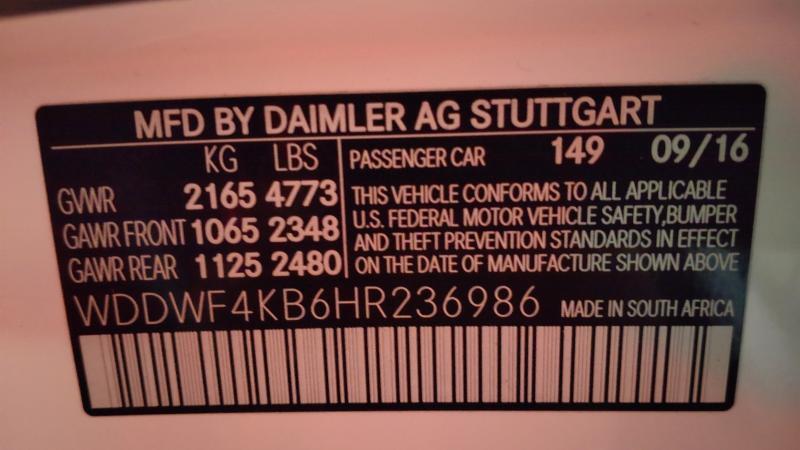 MFD BY DAIMLER AG STUTTGART
KG LBS
GVWR 2165 4773
GAWR FRONT 1065 2348
GAWR REAR 1125 2480
PASSENGER CAR 149 09/16
THIS VEHICLE CONFORMS TO ALL APPLICABLE
U.S. FEDERAL MOTOR VEHICLE SAFETY,BUMPER
AND THEFT PREVENTION STANDARDS IN EFFECT
ON THE DATE OF MANUFACTURE SHOWN ABOVE
WDDWF4KB6HR236986 MADE IN SOUTH AFRICA